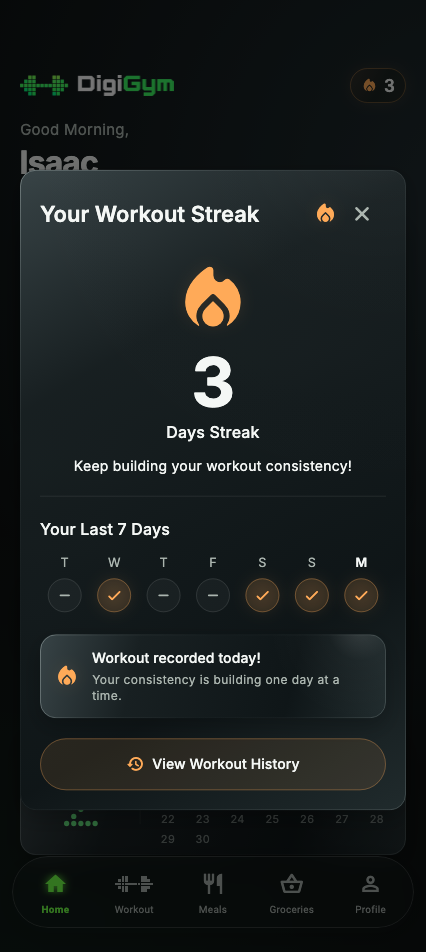 DigiGym
3
Good Morning,
Isaac
Your Workout Streak
3
Days Streak
Keep building your workout consistency!
Your Last 7 Days
T W T F S S M
Workout recorded today!
Your consistency is building one day at a
time.
View Workout History
22 23 24 25 26 27 28
29 30
Home Workout Meals Groceries Profile